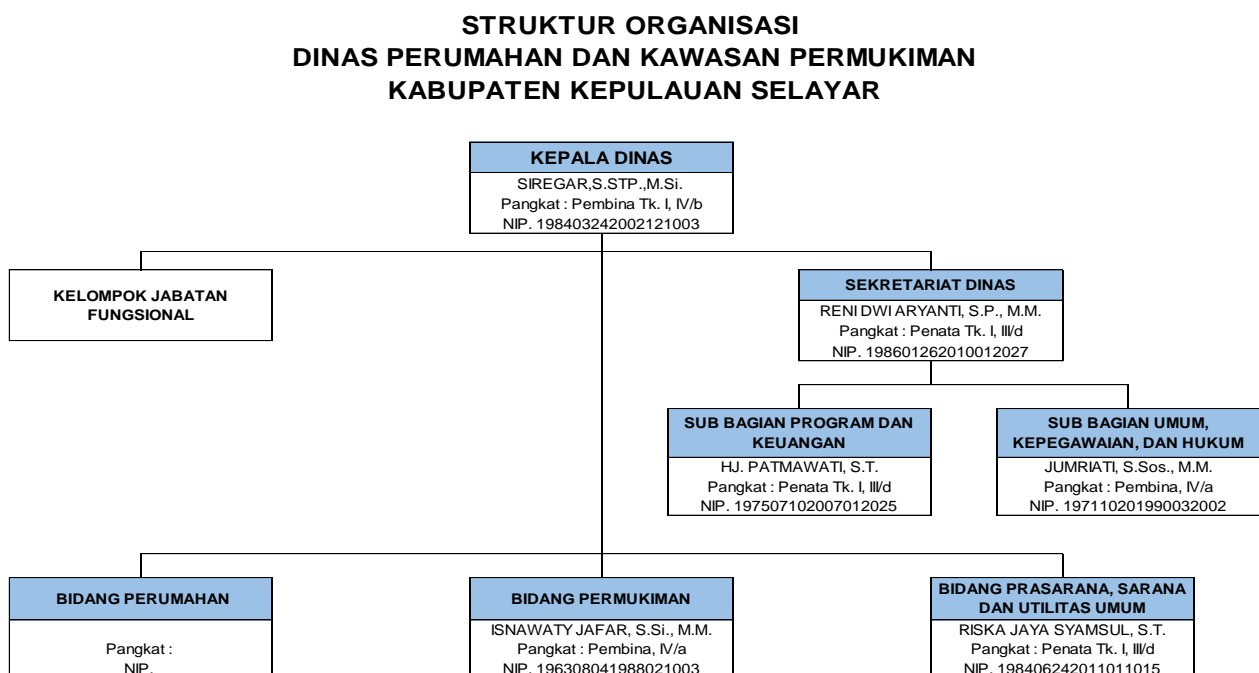 STRUKTUR ORGANISASI
DINAS PERUMAHAN DAN KAWASAN PERMUKIMAN
KABUPATEN KEPULAUAN SELAYAR
KEPALA DINAS
SIREGAR,S.STP.,M.Si.
Pangkat : Pembina Tk. I, IV/b
NIP. 198403242002121003
KELOMPOK JABATAN
FUNGSIONAL
SEKRETARIAT DINAS
RENI DWI ARYANTI, S.P., M.M.
Pangkat : Penata Tk. I, III/d
NIP. 198601262010012027
SUB BAGIAN PROGRAM DAN
KEUANGAN
HJ. PATMAWATI, S.T.
Pangkat : Penata Tk. I, III/d
NIP. 197507102007012025
SUB BAGIAN UMUM,
KEPEGAWAIAN, DAN HUKUM
JUMRIATI, S.Sos., M.M.
Pangkat : Pembina, IV/a
NIP. 197110201990032002
BIDANG PERUMAHAN
Pangkat :
NIP.
BIDANG PERMUKIMAN
ISNAWATY JAFAR, S.Si., M.M.
Pangkat : Pembina, IV/a
NIP. 196308041988021003
BIDANG PRASARANA, SARANA
DAN UTILITAS UMUM
RISKA JAYA SYAMSUL, S.T.
Pangkat : Penata Tk. I, III/d
NIP. 198406242011011015